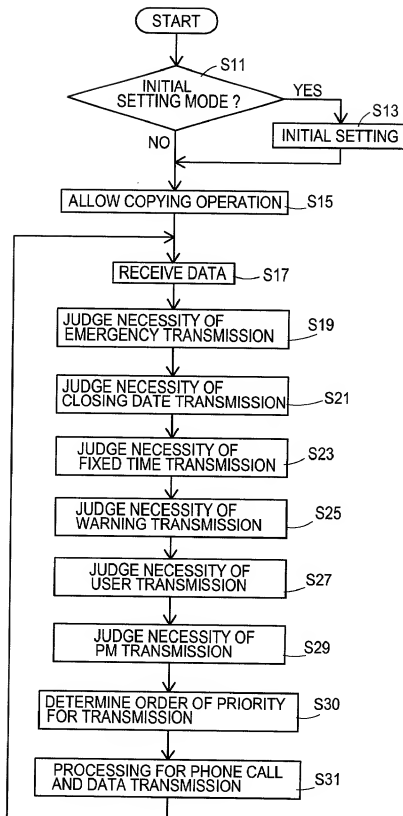 START
S11
INITIAL
SETTING MODE ?
YES
S13
NO
INITIAL SETTING
ALLOW COPYING OPERATION
S15
RECEIVE DATA
S17
JUDGE NECESSITY OF
EMERGENCY TRANSMISSION
S19
JUDGE NECESSITY OF
CLOSING DATE TRANSMISSION
S21
JUDGE NECESSITY OF
FIXED TIME TRANSMISSION
S23
JUDGE NECESSITY OF
WARNING TRANSMISSION
S25
JUDGE NECESSITY OF
USER TRANSMISSION
S27
JUDGE NECESSITY OF
PM TRANSMISSION
S29
DETERMINE ORDER OF PRIORITY
FOR TRANSMISSION
S30
PROCESSING FOR PHONE CALL
AND DATA TRANSMISSION
S31